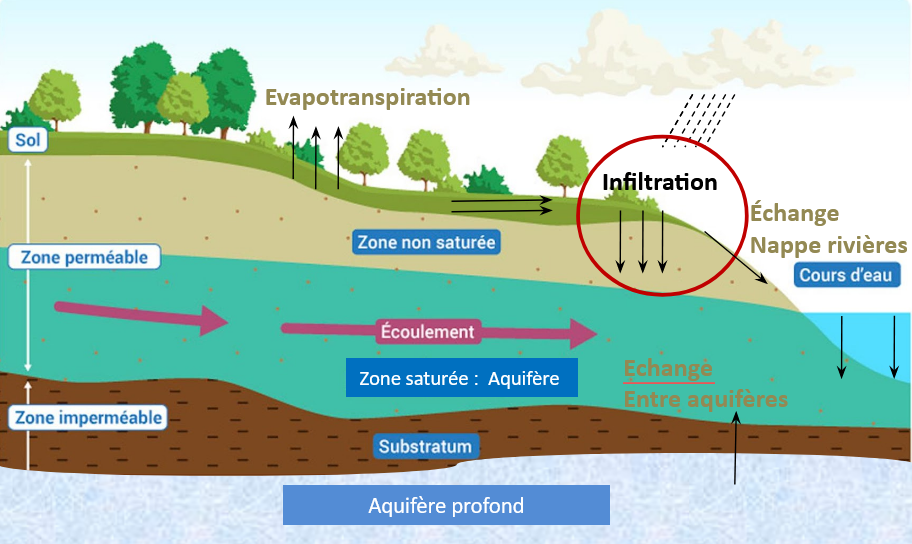 Evapotranspiration
Sol
Infiltration
Échange
Nappe rivières
Zone non saturée
Zone perméable
Cours d'eau
Écoulement
Zone saturée : Aquifère
Echange
Entre aquifères
Zone imperméable
Substratum
Aquifère profond